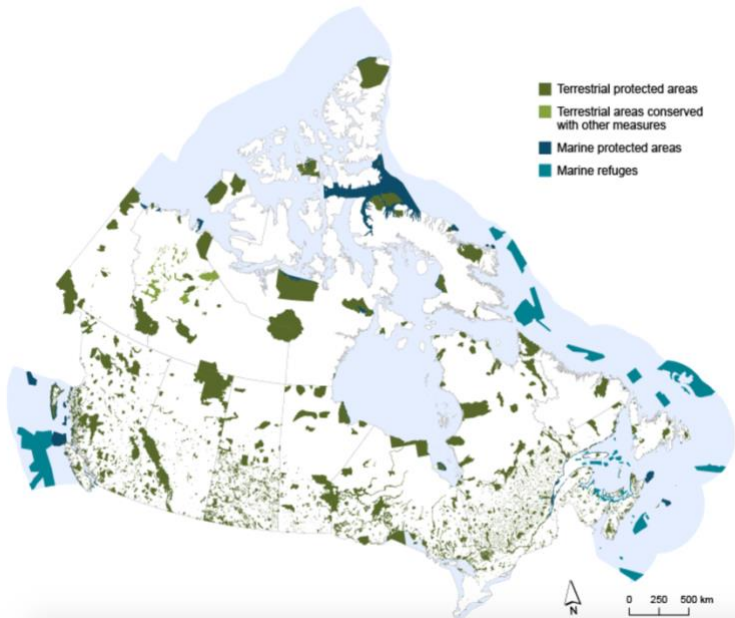 Terrestrial protected areas
Terrestrial areas conserved
with other measures
Marine protected areas
Marine refuges
N
0 250 500 km